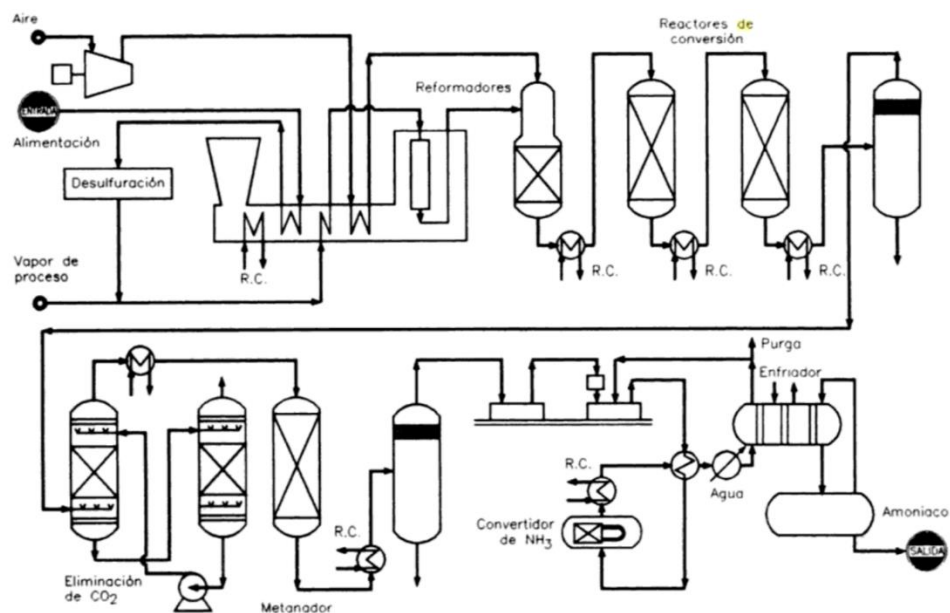 Aire
ENTRADA
Alimentación
Desulfuración
Vapor de
proceso
R.C.
Reformadores
Reactores de
conversión
R.C.
R.C.
R.C.
Purga
Enfriador
Agua
Amoniaco
SALIDA
R.C.
Convertidor
de NH3
R.C.
Eliminación
de CO2
Metanador